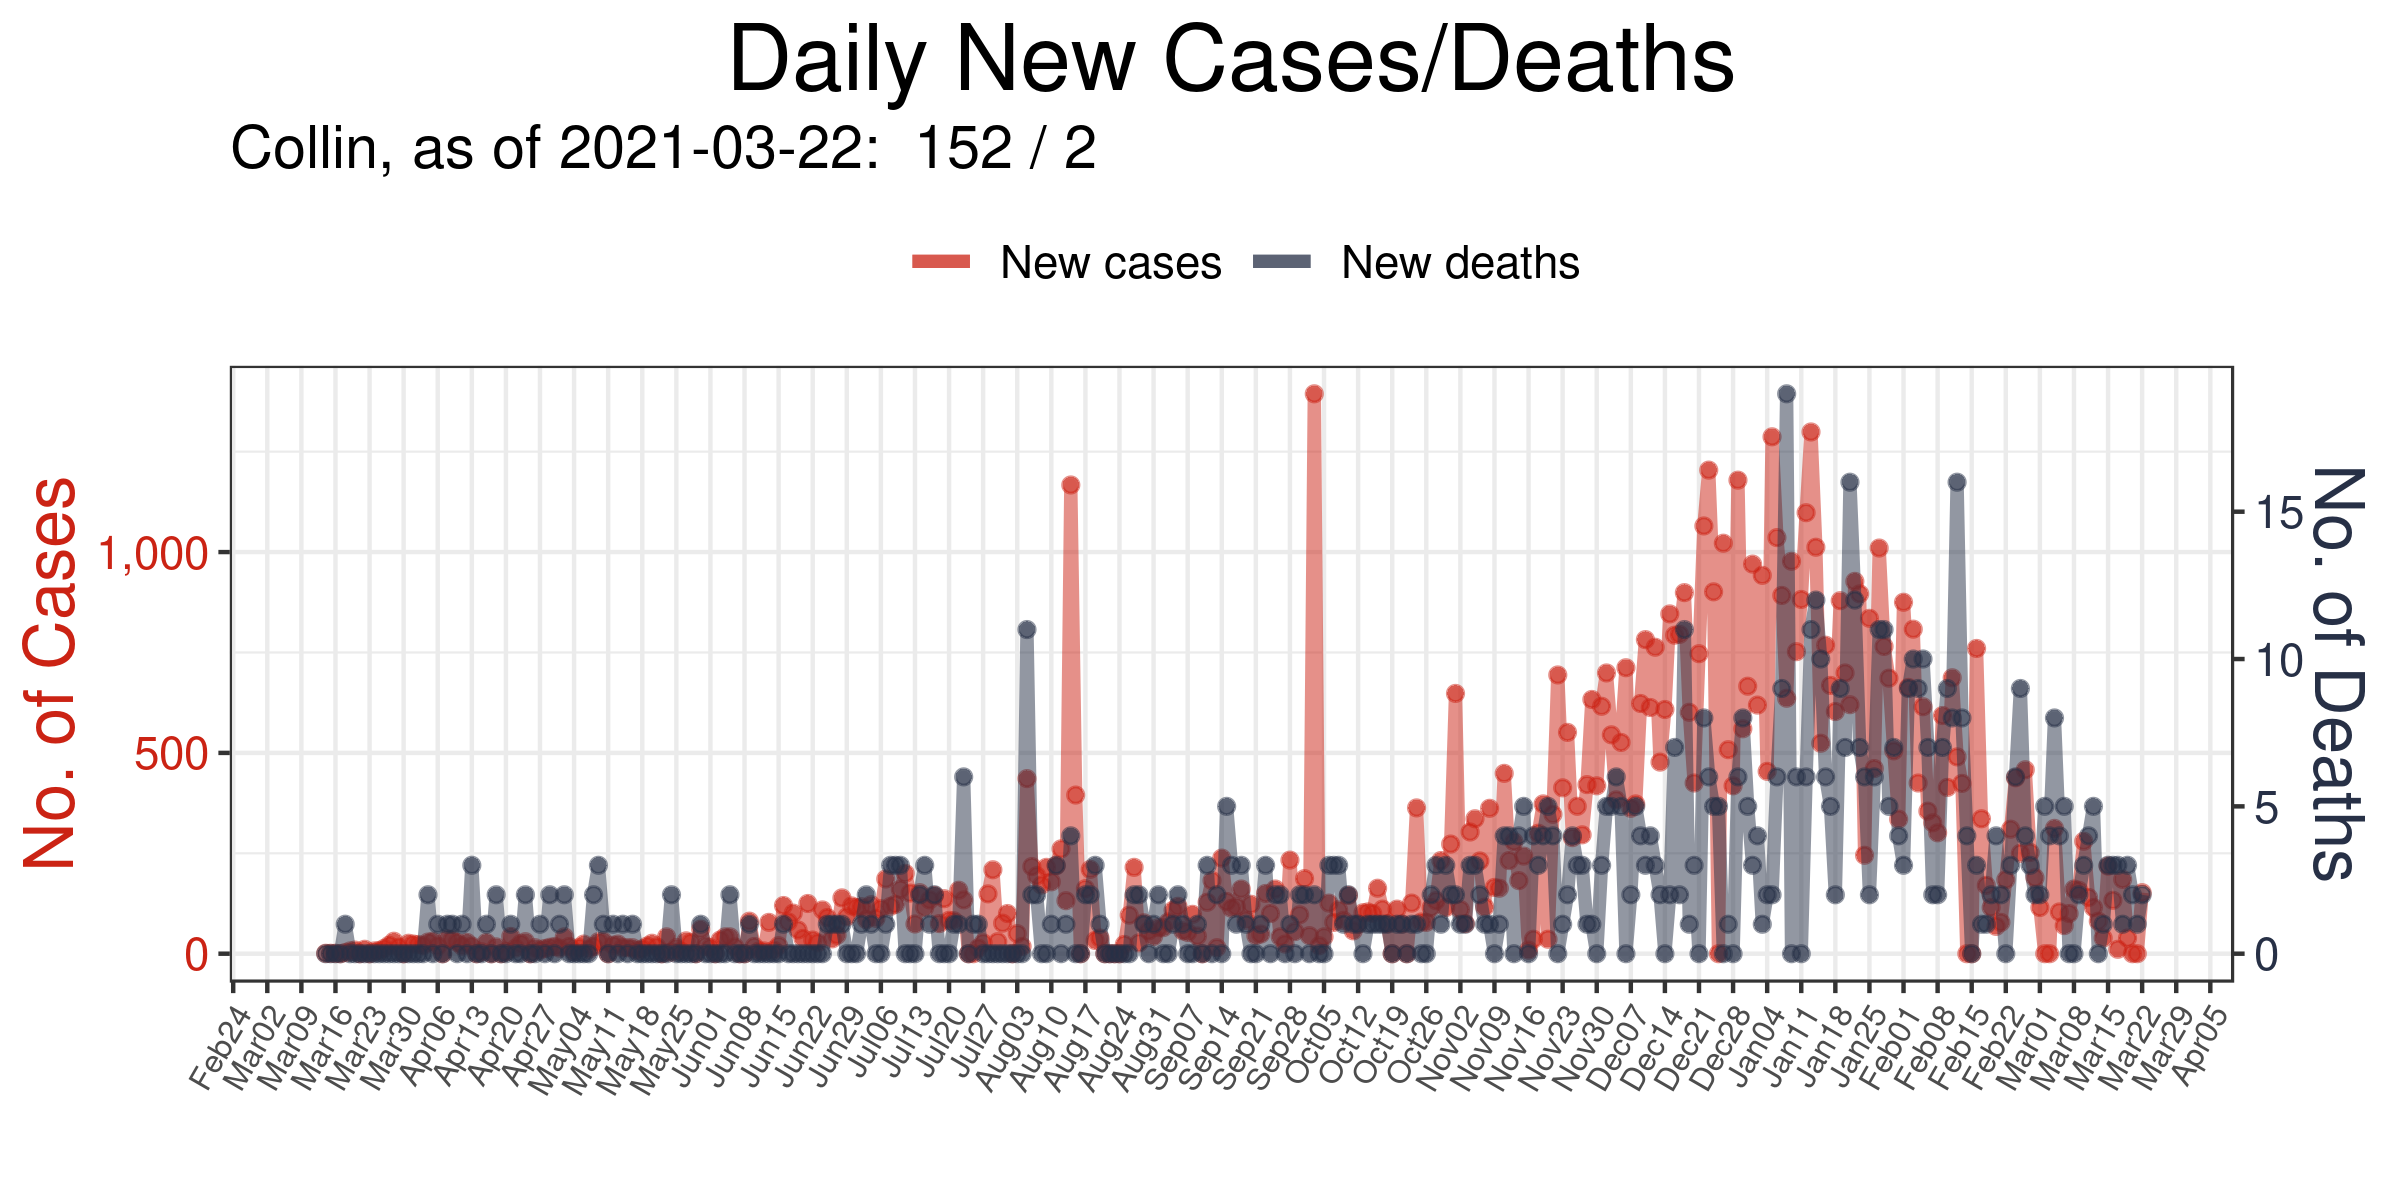 Daily New Cases/Deaths
Collin, as of 2021-03-22:  152 / 2
New cases
New deaths
No. of Cases
1,000
500
0
No. of Deaths
15
10
5
0
Feb24
Mar02
Mar09
Mar16
Mar23
Mar30
Apr06
Apr13
Apr20
Apr27
May04
May11
May18
May25
Jun01
Jun08
Jun15
Jun22
Jun29
Jul06
Jul13
Jul20
Jul27
Aug03
Aug10
Aug17
Aug24
Aug31
Sep07
Sep14
Sep21
Sep28
Oct05
Oct12
Oct19
Oct26
Nov02
Nov09
Nov16
Nov23
Nov30
Dec07
Dec14
Dec21
Dec28
Jan04
Jan11
Jan18
Jan25
Feb01
Feb08
Feb15
Feb22
Mar01
Mar08
Mar15
Mar22
Mar29
Apr05